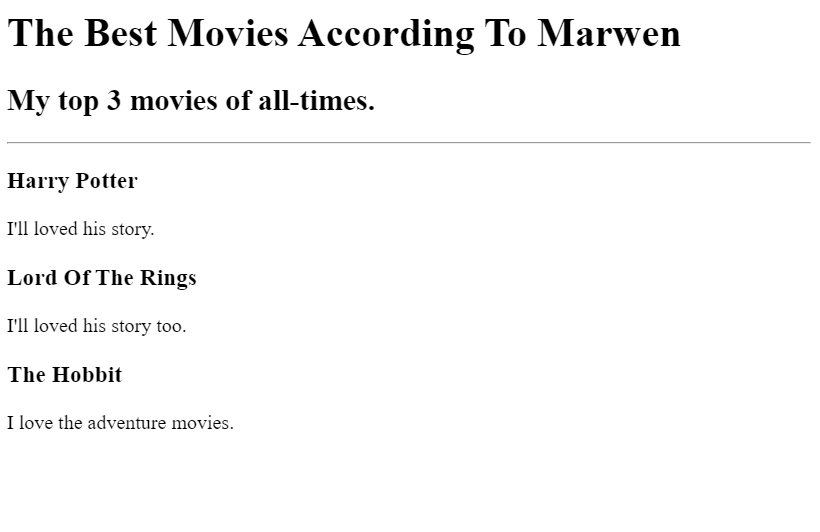 The Best Movies According To Marwen
My top 3 movies of all-times.
Harry Potter
I'll loved his story.
Lord Of The Rings
I'll loved his story too.
The Hobbit
I love the adventure movies.